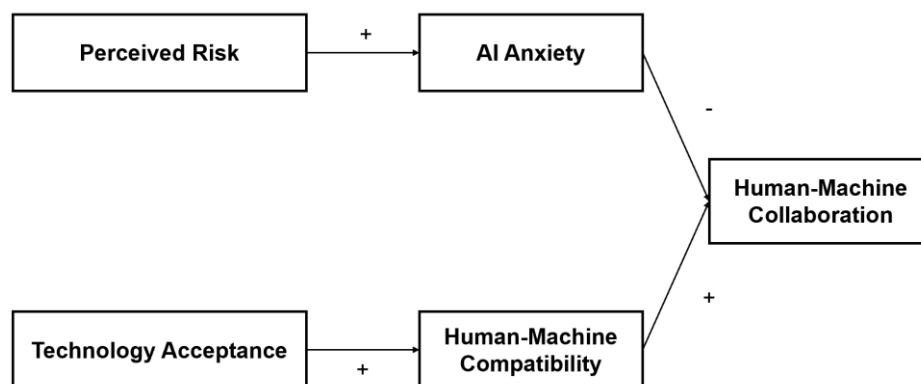 +
Perceived Risk
AI Anxiety
-
Human-Machine
Collaboration
+
Technology Acceptance
+
Human-Machine
Compatibility